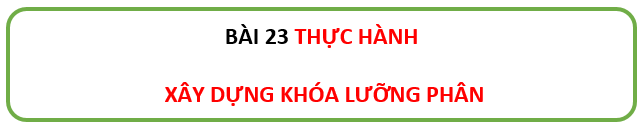 BÀI 23 THỰC HÀNH
XÂY DỰNG KHÓA LƯỠNG PHÂN